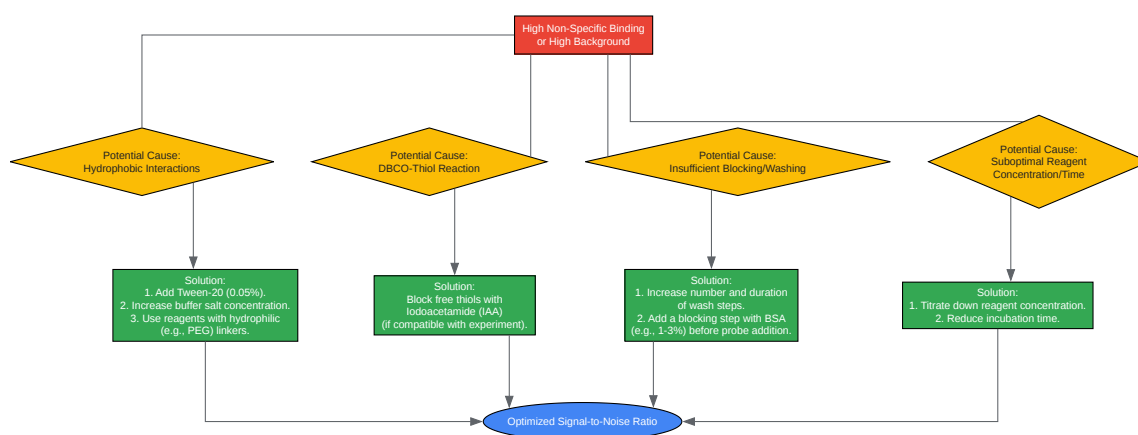 High Non-Specific Binding
or High Background
Potential Cause:
Hydrophobic Interactions
Potential Cause:
DBCO-Thiol Reaction
Potential Cause:
Insufficient Blocking/Washing
Potential Cause:
Suboptimal Reagent
Concentration/Time
Solution:
1. Add Tween-20 (0.05%).
2. Increase buffer salt concentration.
3. Use reagents with hydrophilic
(e.g., PEG) linkers.
Solution:
Block free thiols with
Iodoacetamide (IAA)
(if compatible with experiment).
Solution:
1. Increase number and duration
of wash steps.
2. Add a blocking step with BSA
(e.g., 1-3%) before probe addition.
Solution:
1. Titrate down reagent concentration.
2. Reduce incubation time.
Optimized Signal-to-Noise Ratio